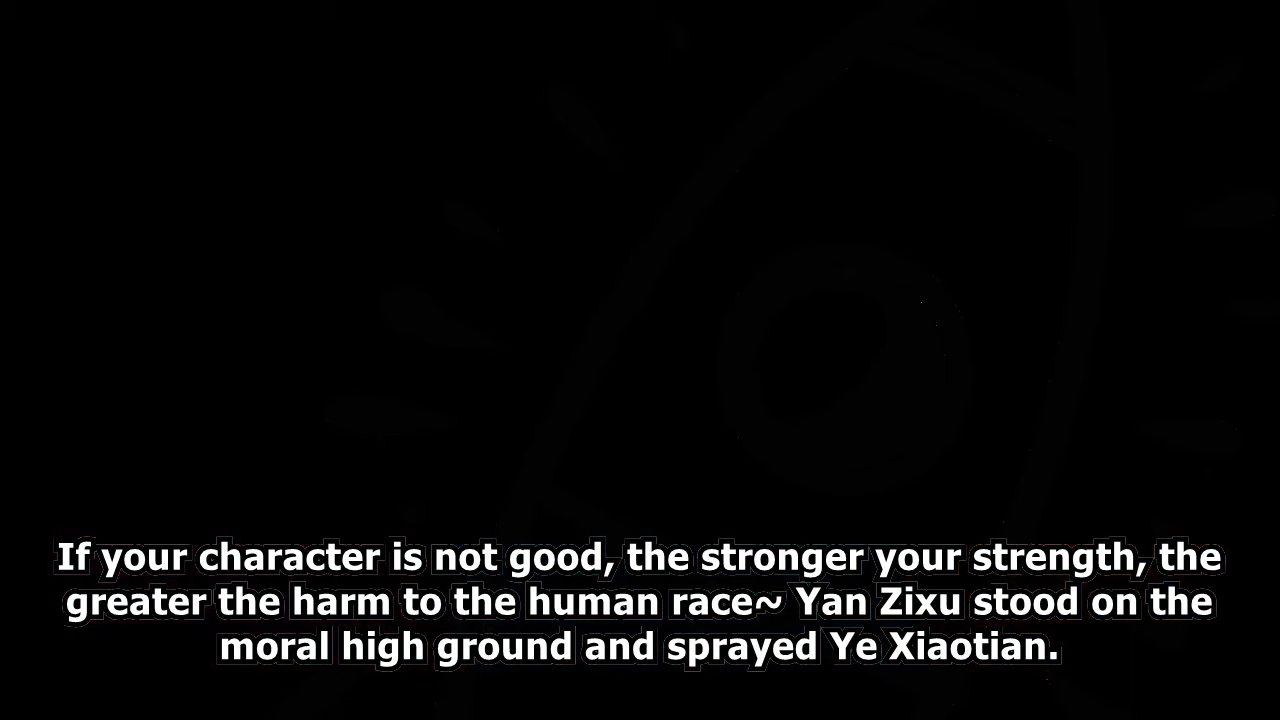 If your character is not good, the stronger your strength, the
greater the harm to the human race~ Yan Zixu stood on the
moral high ground and sprayed Ye Xiaotian.